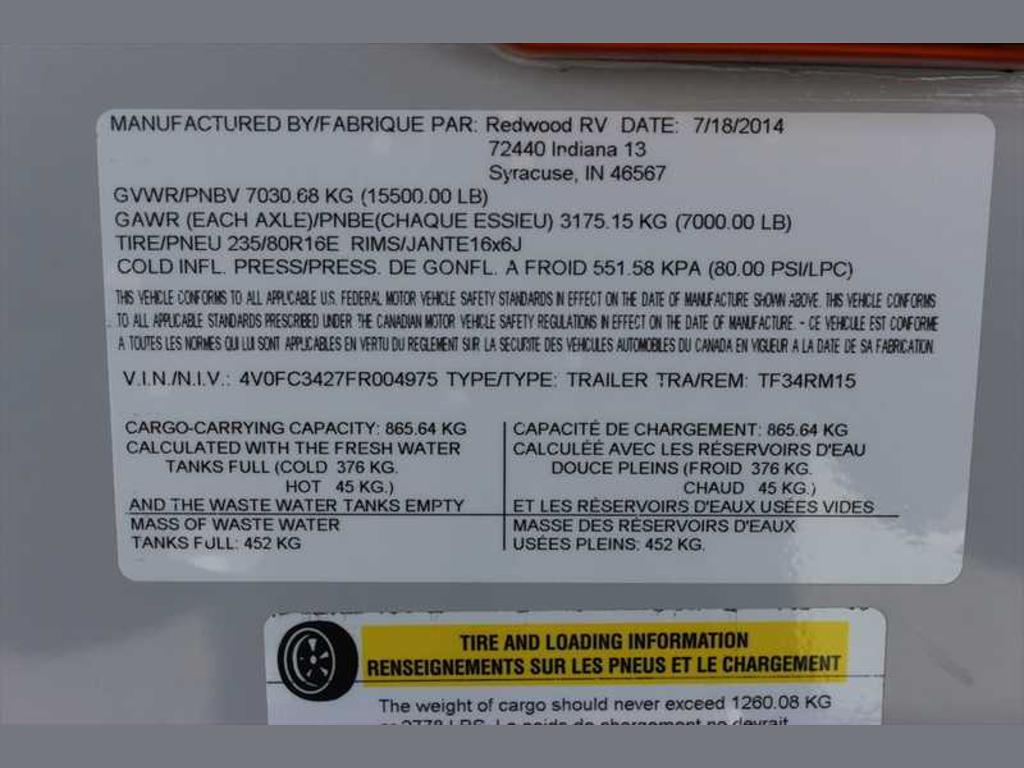 MANUFACTURED BY/FABRIQUE PAR: Redwood RV DATE: 7/18/2014
72440 Indiana 13
Syracuse, IN 46567
GVWR/PNBV 7030.68 KG (15500.00 LB)
GAWR (EACH AXLE)/PNBE(CHAQUE ESSIEU) 3175.15 KG (7000.00 LB)
TIRE/PNEU 235/80R16E RIMS/JANTE16x6J
COLD INFL. PRESS/PRESS. DE GONFL. A FROID 551.58 KPA (80.00 PSI/LPC)
THIS VEHICLE CONFORMS TO ALL APPLICABLE U.S. FEDERAL MOTOR VEHICLE SAFETY STANDARDS IN EFFECT ON THE DATE OF MANUFACTURE SHOWN ABOVE. THIS VEHICLE CONFORMS
TO ALL APPLICABLE STANDARDS PRESCRIBED UNDER THE CANADIAN MOTOR VEHICLE SAFETY REGULATIONS IN EFFECT ON THE DATE OF MANUFACTURE. - CE VEHICULE EST CONFORME
A TOUTES LES NORMES QUI LUI SONT APPLICABLES EN VERTU DU REGLEMENT SUR LA SECURITE DES VEHICULES AUTOMOBILES DU CANADA EN VIGUEUR A LA DATE DE SA FABRICATION.
V.I.N./N.I.V.: 4V0FC3427FR004975 TYPE/TYPE: TRAILER TRA/REM: TF34RM15
CARGO-CARRYING CAPACITY: 865.64 KG
CALCULATED WITH THE FRESH WATER
TANKS FULL (COLD 376 KG.
HOT 45 KG.)
AND THE WASTE WATER TANKS EMPTY
MASS OF WASTE WATER
TANKS FULL: 452 KG
CAPACITÉ DE CHARGEMENT: 865.64 KG
CALCULÉE AVEC LES RÉSERVOIRS D'EAU
DOUCE PLEINS (FROID 376 KG.
CHAUD 45 KG.)
ET LES RÉSERVOIRS D'EAUX USÉES VIDES
MASSE DES RÉSERVOIRS D'EAUX
USÉES PLEINS: 452 KG.
TIRE AND LOADING INFORMATION
RENSEIGNEMENTS SUR LES PNEUS ET LE CHARGEMENT
The weight of cargo should never exceed 1260.08 KG
or 2778 LBS. Le poids de chargement ne devrait